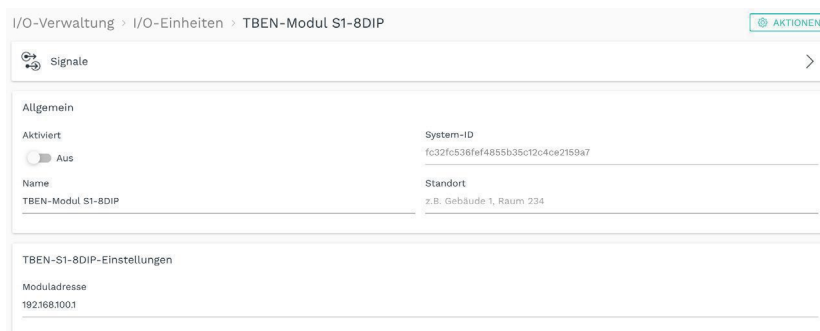 I/O-Verwaltung > I/O-Einheiten > TBEN-Modul S1-8DIP
AKTIONEN
Signale
Allgemein
Aktiviert
System-ID
Aus
fc32fc536fef4855b35c12c4ce2159a7
Name
Standort
TBEN-Modul S1-8DIP
z.B. Gebäude 1, Raum 234
TBEN-S1-8DIP-Einstellungen
Moduladresse
192.168.100.1